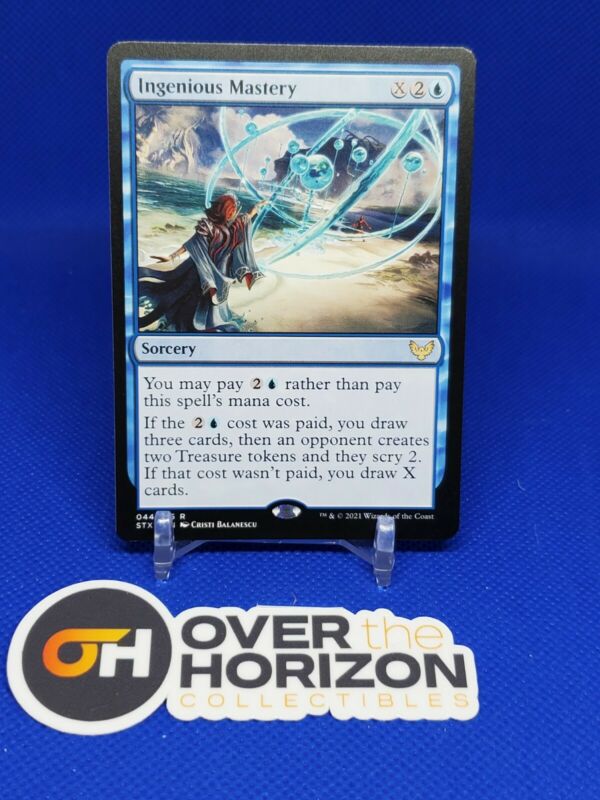 Ingenious Mastery X 2
Sorcery
You may pay 2 rather than pay
this spell's mana cost.
If the 2 cost was paid, you draw
three cards, then an opponent creates
two Treasure tokens and they scry 2.
If that cost wasn't paid, you draw X
cards.
R
STX Cristi Balanescu
™ & © 2021 Wizards of the Coast
OH
OVER the
HORIZON
COLLECTIBLES